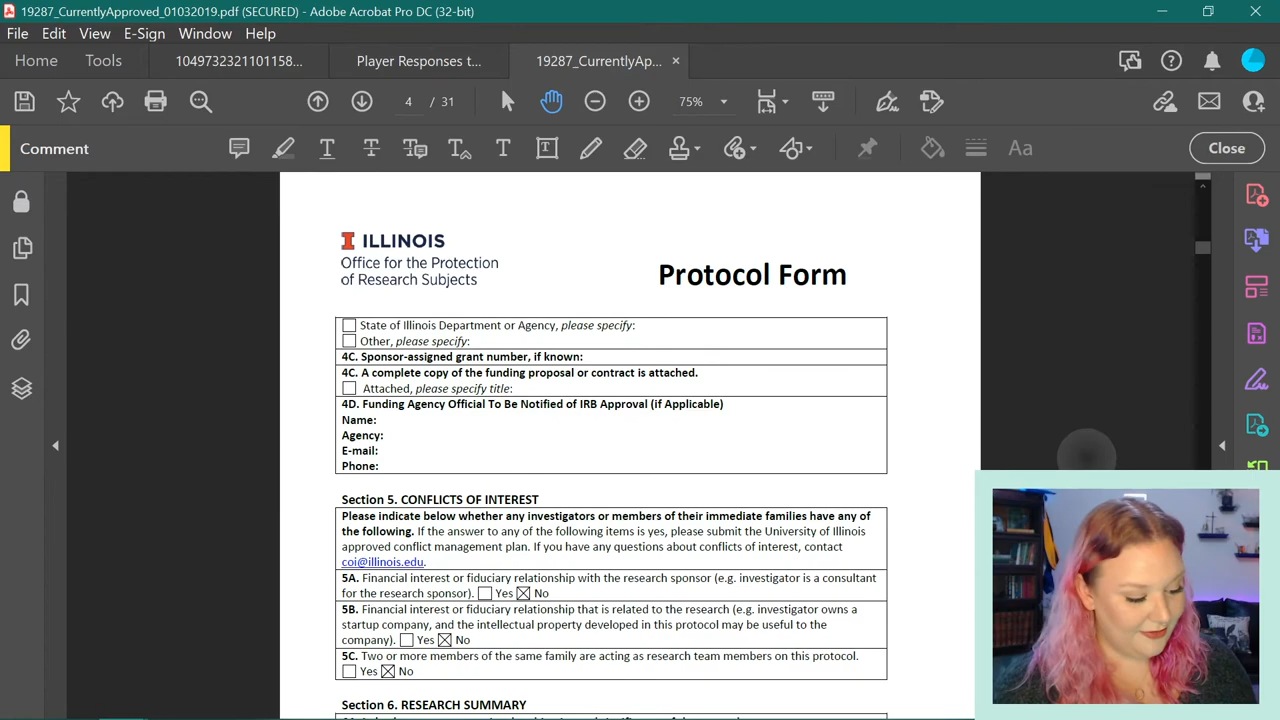 19287_CurrentlyApproved_01032019.pdf (SECURED) - Adobe Acrobat Pro DC (32-bit)
File Edit View E-Sign Window Help
Home Tools 1049732321101158... Player Responses t... 19287_CurrentlyAp... ×
4 / 31 75%
Comment Close
ILLINOIS
Office for the Protection
of Research Subjects
Protocol Form
State of Illinois Department or Agency, please specify:
Other, please specify:
4C. Sponsor-assigned grant number, if known:
4C. A complete copy of the funding proposal or contract is attached.
Attached, please specify title:
4D. Funding Agency Official To Be Notified of IRB Approval (if Applicable)
Name:
Agency:
E-mail:
Phone:
Section 5. CONFLICTS OF INTEREST
Please indicate below whether any investigators or members of their immediate families have any of
the following. If the answer to any of the following items is yes, please submit the University of Illinois
approved conflict management plan. If you have any questions about conflicts of interest, contact
coi@illinois.edu.
5A. Financial interest or fiduciary relationship with the research sponsor (e.g. investigator is a consultant
for the research sponsor). Yes No
5B. Financial interest or fiduciary relationship that is related to the research (e.g. investigator owns a
startup company, and the intellectual property developed in this protocol may be useful to the
company). Yes No
5C. Two or more members of the same family are acting as research team members on this protocol.
Yes No
Section 6. RESEARCH SUMMARY